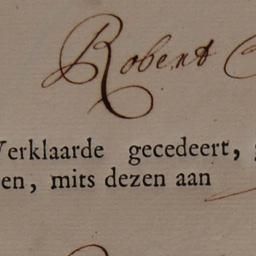 Robert
Verklaarde gecedeert,
en, mits dezen aan